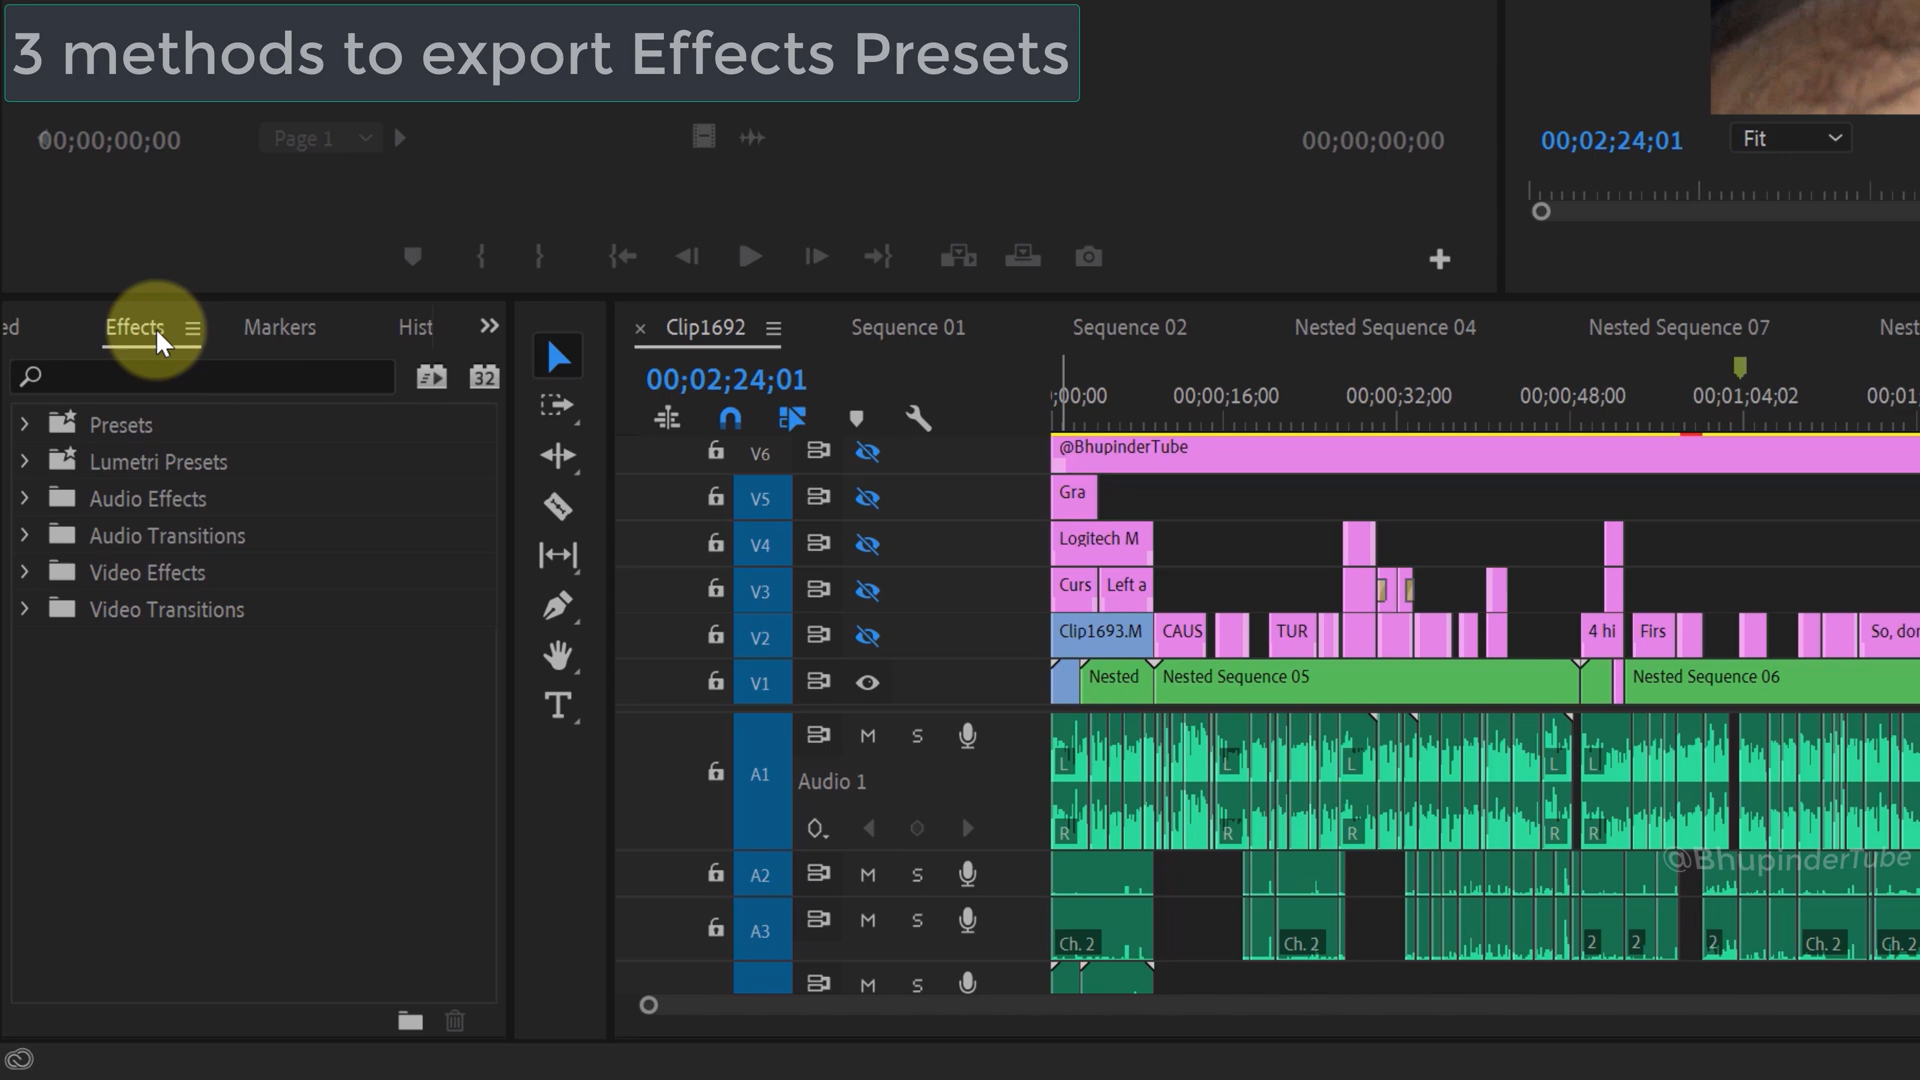 3 methods to export Effects Presets
00;00;00;00
Page 1
00;00;00;00
00;02;24;01
Fit
ed
Effects
Markers
Hist
32
Presets
Lumetri Presets
Audio Effects
Audio Transitions
Video Effects
Video Transitions
Clip1692
Sequence 01
Sequence 02
Nested Sequence 04
Nested Sequence 07
Nest
00;02;24;01
;00;00
00;00;16;00
00;00;32;00
00;00;48;00
00;01;04;02
00;01
V6
@BhupinderTube
V5
Gra
V4
Logitech M
V3
Curs
Left a
V2
Clip1693.M
CAUS
TUR
4 hi
Firs
So, don
V1
Nested
Nested Sequence 05
Nested Sequence 06
A1
M S
Audio 1
L L L L L
R R R R R
@BhupinderTube
A2
M S
A3
M S
Ch. 2
Ch. 2
2
2
2
Ch. 2
Ch. 2
M S